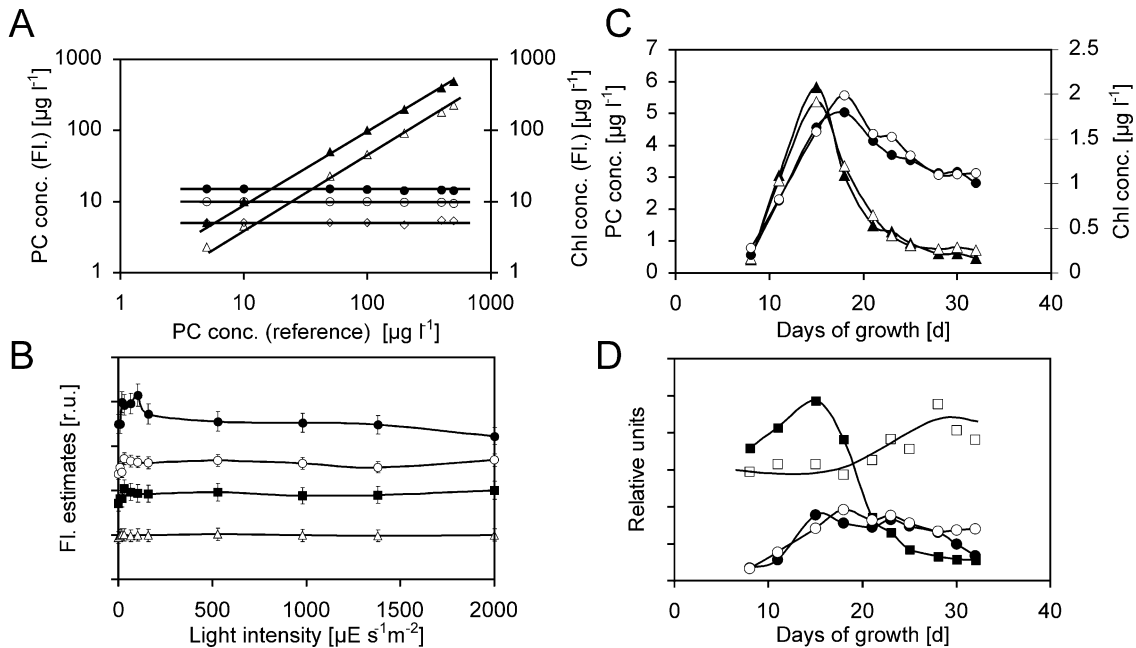 A
1000
100
10
1
1000
100
10
1
PC conc. (Fl.) [µg l-1]
Chl conc. (Fl.) [µg l-1]
1
10
100
1000
PC conc. (reference) [µg l-1]
B
Fl. estimates [r.u.]
0
500
1000
1500
2000
Light intensity [µE s-1m-2]
C
7
6
5
4
3
2
1
0
2.5
2
1.5
1
0.5
0
PC conc. [µg l-1]
Chl conc. [µg l-1]
0
10
20
30
40
Days of growth [d]
D
Relative units
0
10
20
30
40
Days of growth [d]